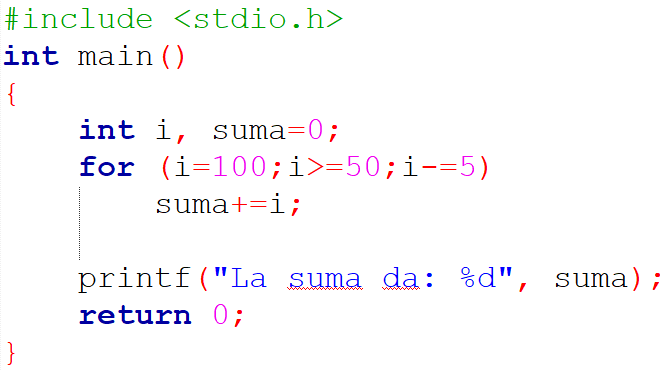 #include <stdio.h>
int main()
{
    int i, suma=0;
    for (i=100;i>=50;i-=5)
        suma+=i;
    printf("La suma da: %d", suma);
    return 0;
}